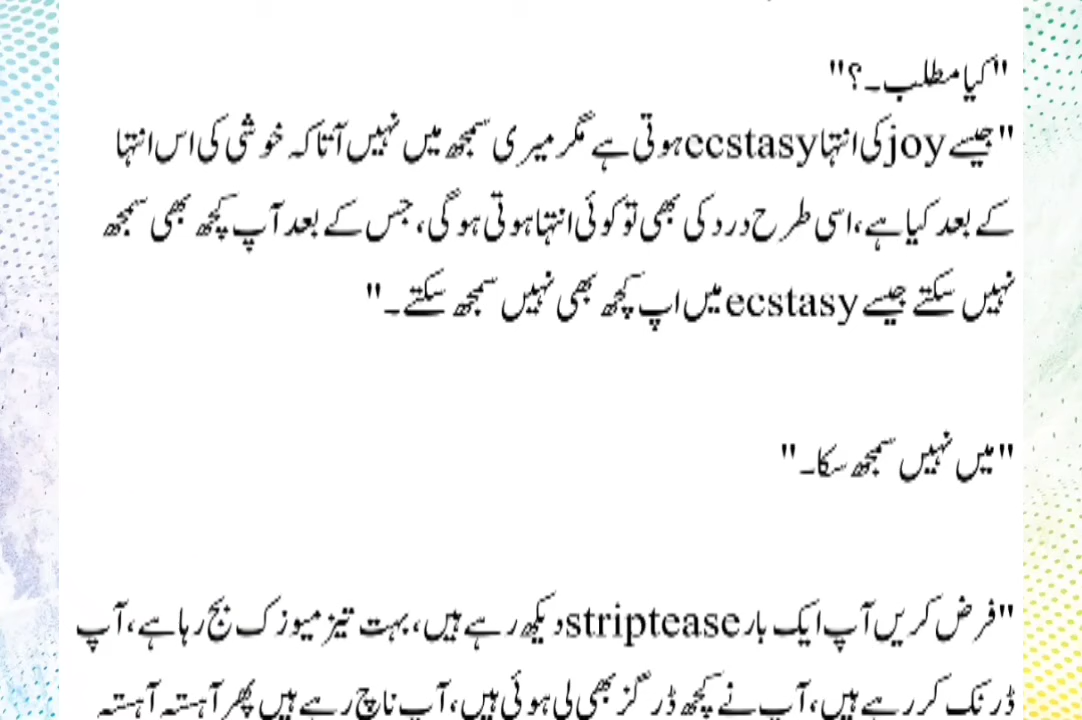 "کیا مطلب۔؟"
"جیسے joy کی انتہا ecstasy ہوتی ہے مگر میری سمجھ میں نہیں آتا کہ خوشی کی اس انتہا
کے بعد کیا ہے، اسی طرح درد کی بھی تو کوئی انتہا ہوتی ہو گی، جس کے بعد آپ کچھ بھی سمجھ
نہیں سکتے جیسے ecstasy میں اپ کچھ بھی نہیں سمجھ سکتے۔"
"میں نہیں سمجھ سکا۔"
"فرض کریں آپ ایک بار striptease دیکھ رہے ہیں، بہت تیز میوزک بج رہا ہے، آپ
ڈرنک کر رہے ہیں، آپ نے کچھ ڈرگز بھی لی ہوئی ہیں، آپ ناچ رہے ہیں پھر آہستہ آہستہ